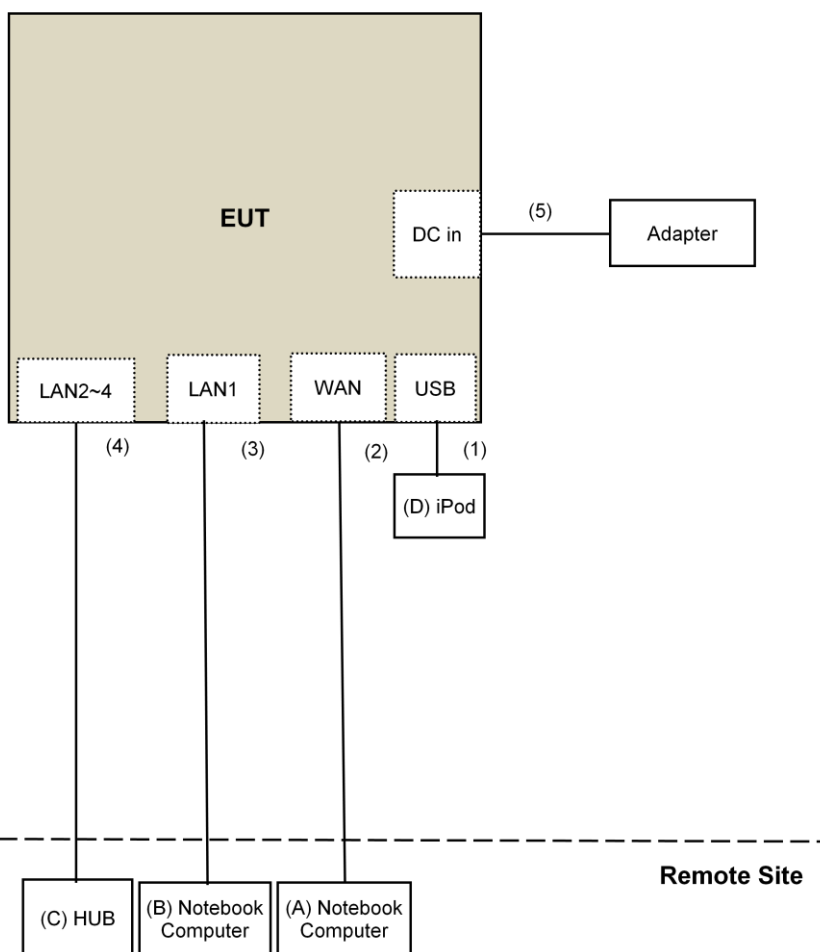 EUT
DC in
(5)
Adapter
LAN2~4
LAN1
WAN
USB
(4)
(3)
(2)
(1)
(D) iPod
Remote Site
(C) HUB
(B) Notebook
Computer
(A) Notebook
Computer